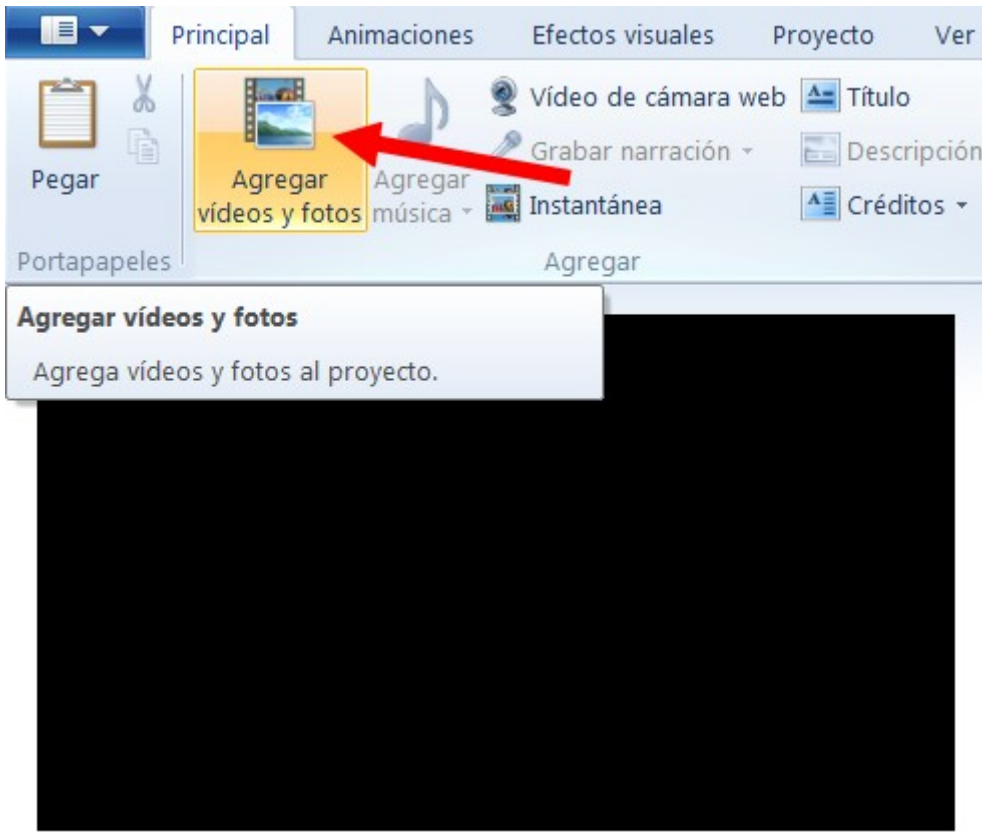 Principal Animaciones Efectos visuales Proyecto Ver
Pegar
Agregar
vídeos y fotos
Agregar
música
Vídeo de cámara web
Grabar narración
Instantánea
Título
Descripción
Créditos
Portapapeles
Agregar
Agregar vídeos y fotos
Agrega vídeos y fotos al proyecto.